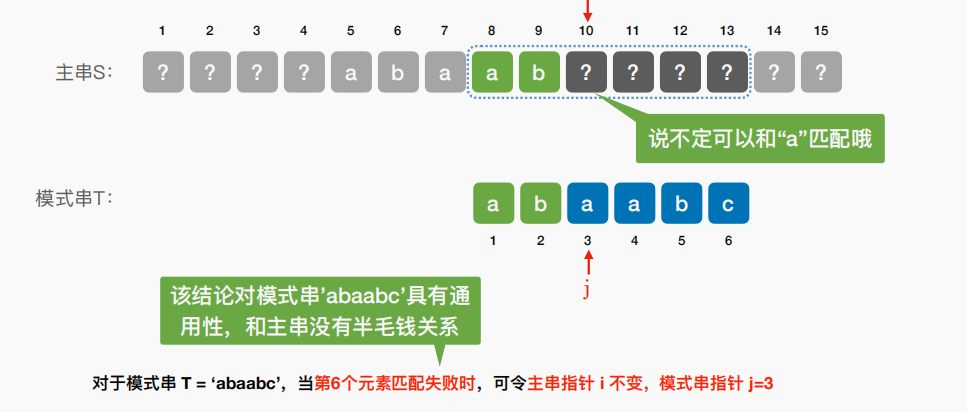 1 2 3 4 5 6 7 8 9 10 11 12 13 14 15
主串S： ? ? ? ? a b a a b ? ? ? ? ? ?
说不定可以和“a”匹配哦
模式串T： a b a a b c
1 2 3 4 5 6
j
该结论对模式串’abaabc’具有通
用性，和主串没有半毛钱关系
对于模式串 T = ‘abaabc’，当第6个元素匹配失败时，可令主串指针 i 不变，模式串指针 j=3